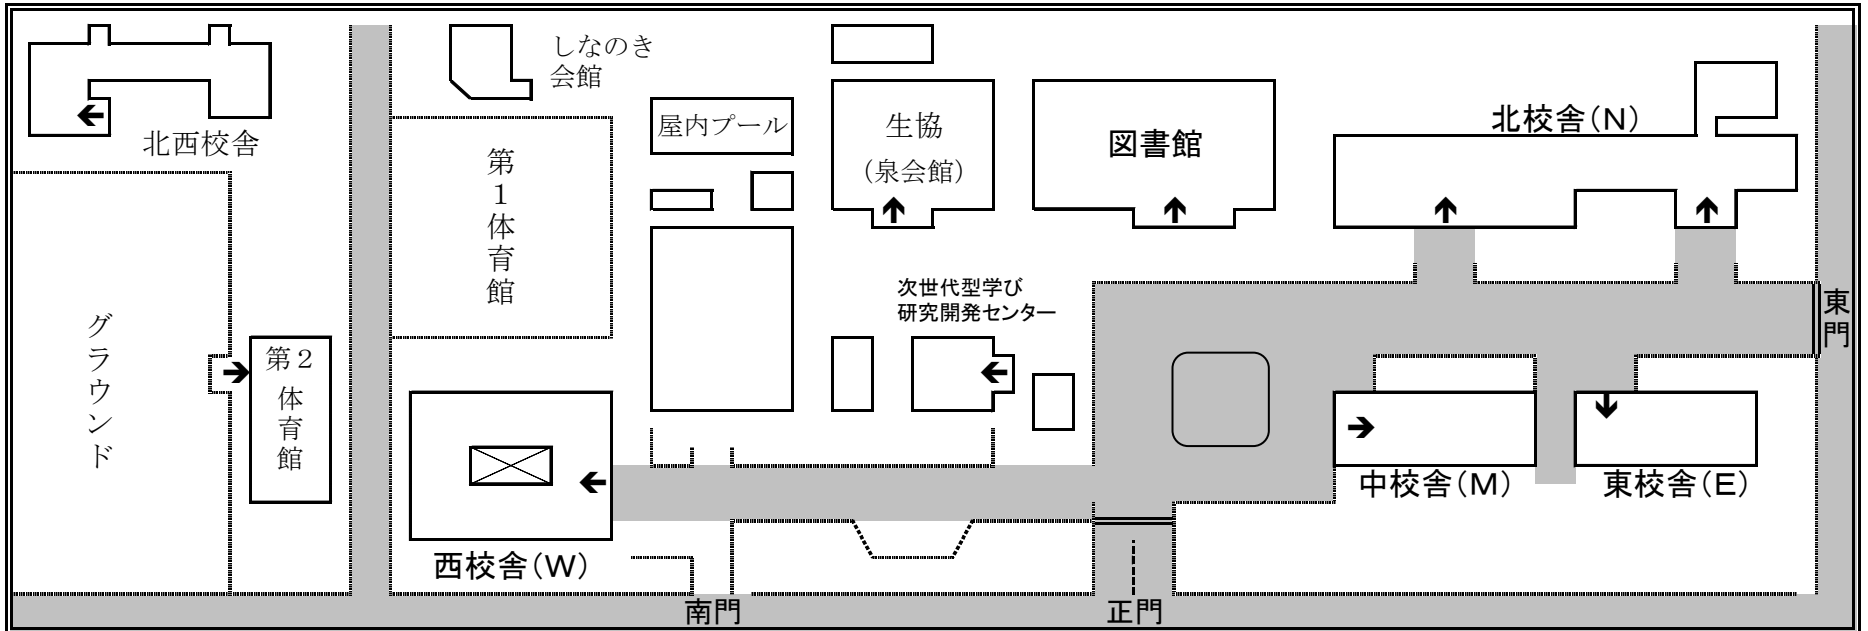 しなのき
会館
北西校舎
屋内プール
生協
(泉会館)
図書館
北校舎(N)
第1体育館
次世代型学び
研究開発センター
東門
グラウンド
第2
体育館
中校舎(M)
東校舎(E)
西校舎(W)
南門
正門